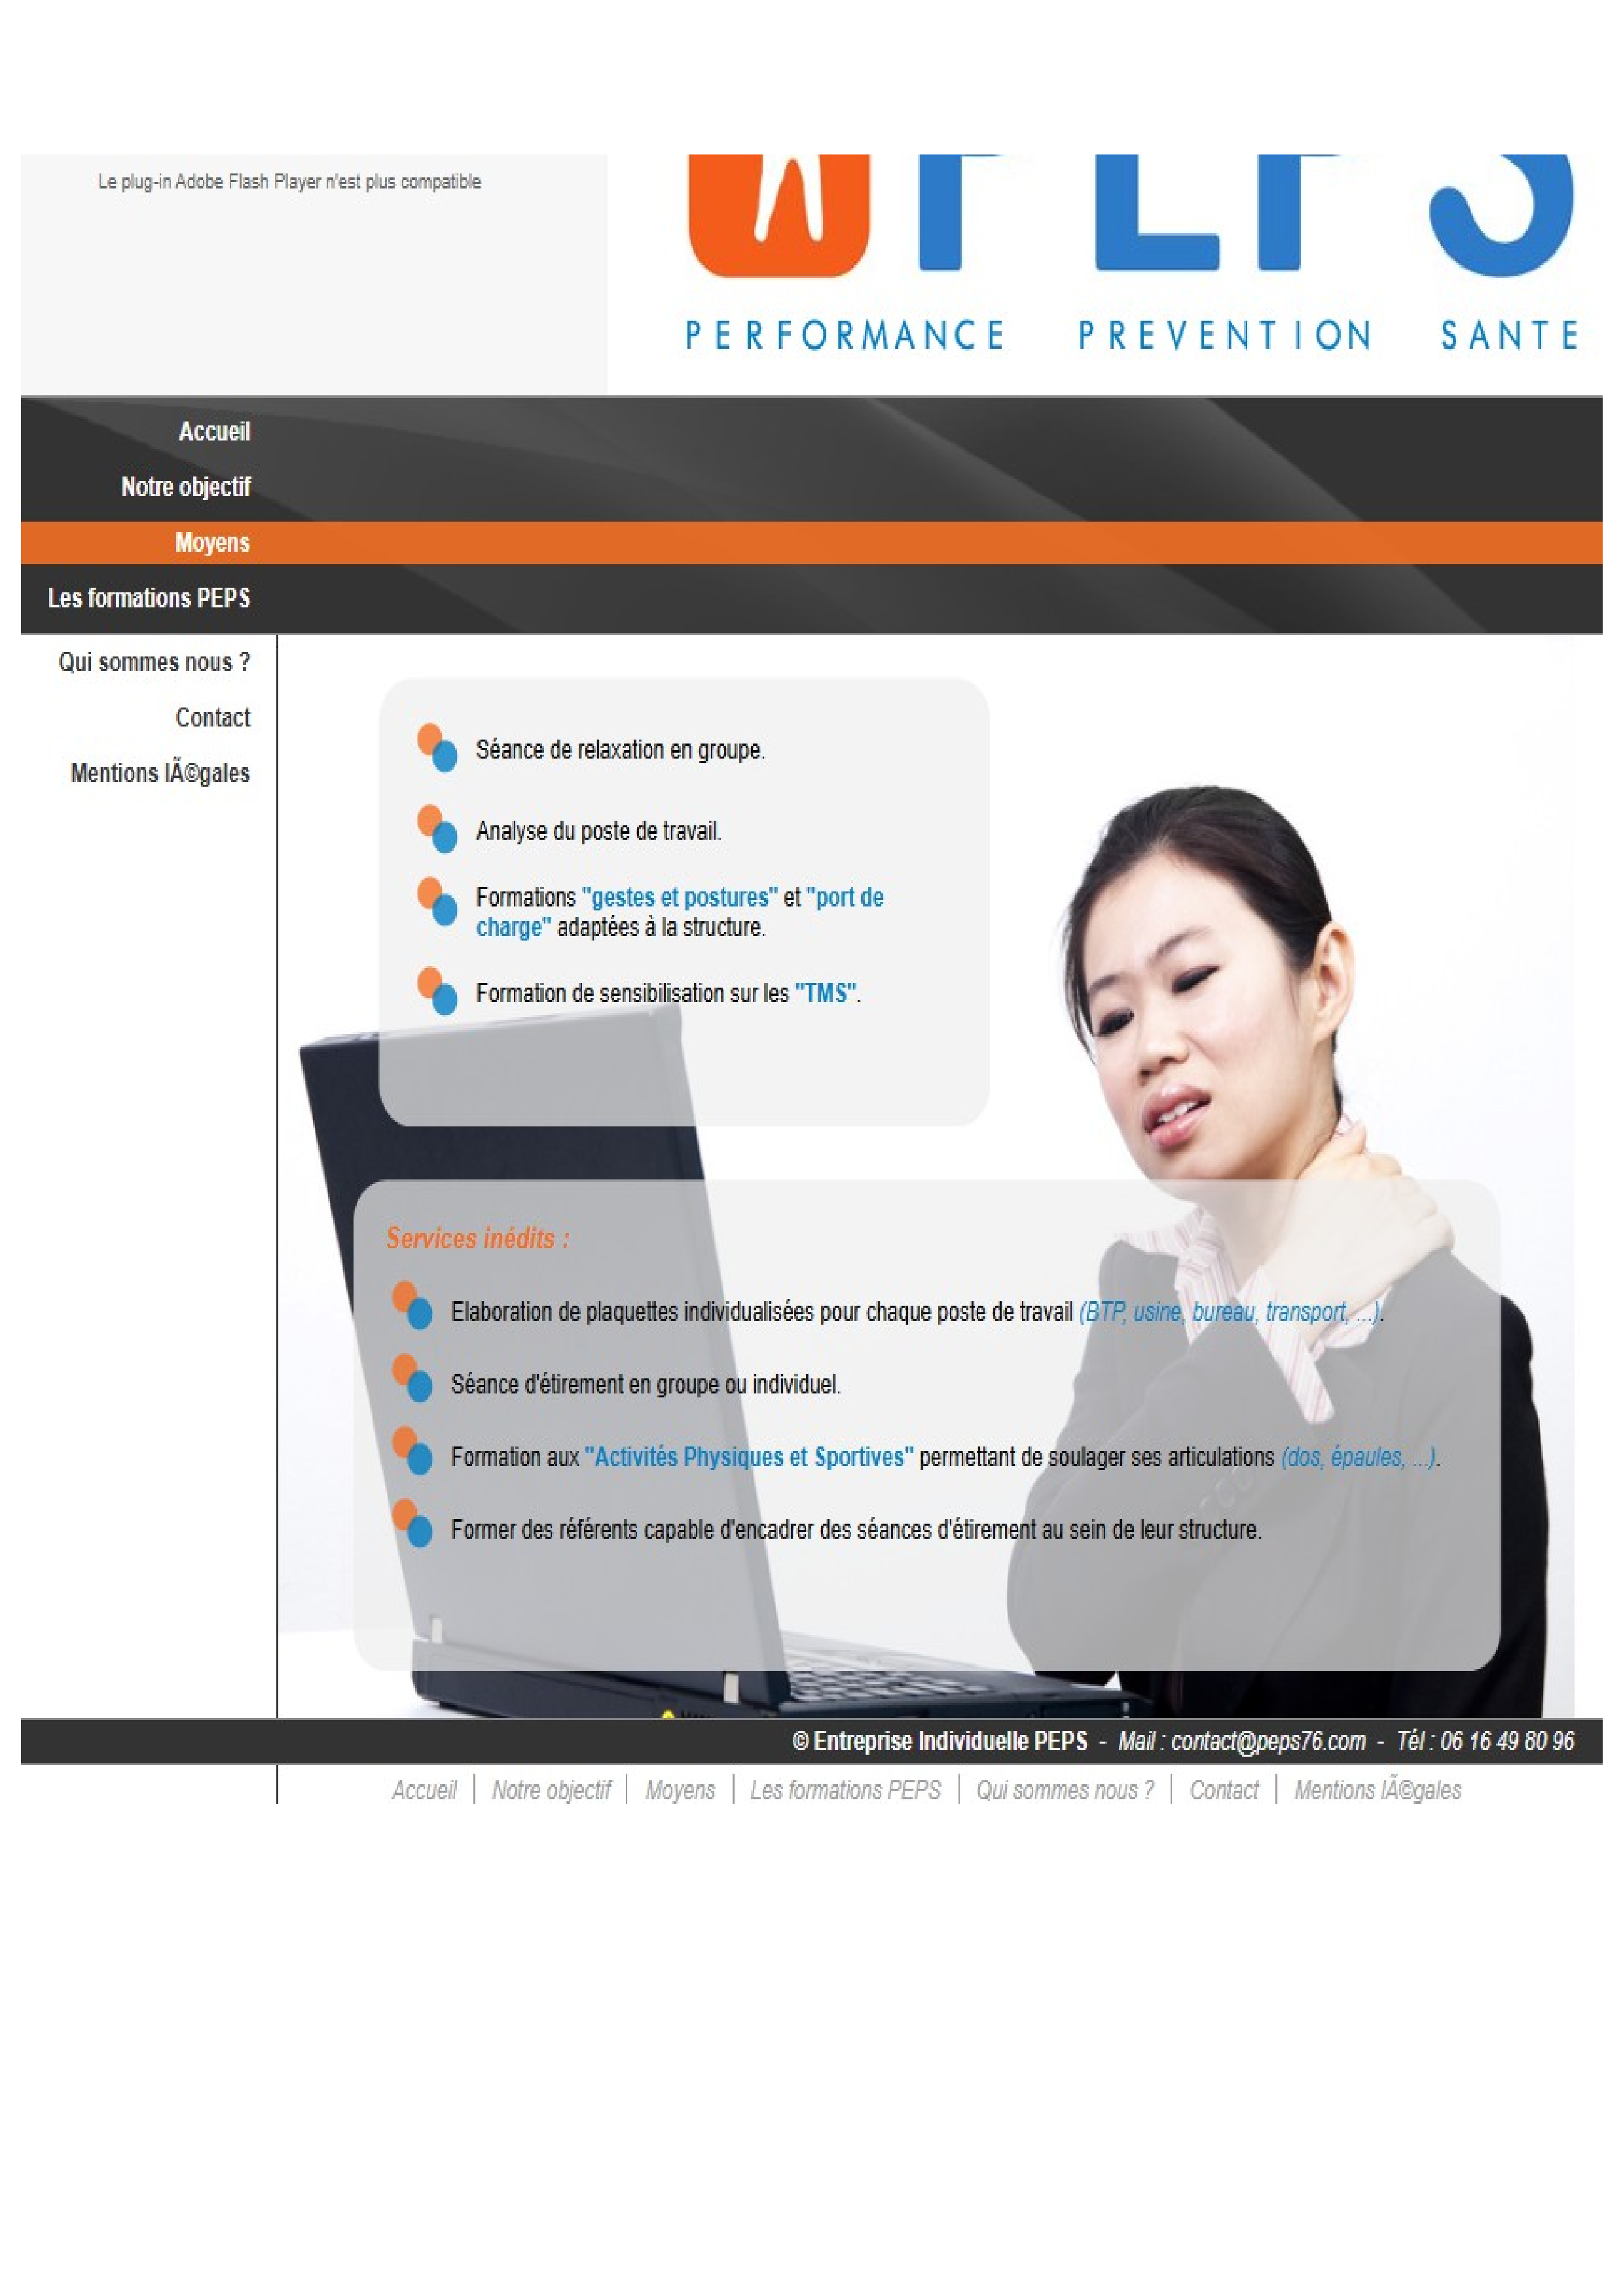 Le plug-in Adobe Flash Player n'est plus compatible
PEPS
PERFORMANCE PREVENTION SANTE
Accueil
Notre objectif
Moyens
Les formations PEPS
Qui sommes nous ?
Contact
Mentions lÃ©gales
Séance de relaxation en groupe.
Analyse du poste de travail.
Formations "gestes et postures" et "port de
charge" adaptées à la structure.
Formation de sensibilisation sur les "TMS".
Services inédits :
Elaboration de plaquettes individualisées pour chaque poste de travail (BTP, usine, bureau, transport, ...).
Séance d'étirement en groupe ou individuel.
Formation aux "Activités Physiques et Sportives" permettant de soulager ses articulations (dos, épaules, ...).
Former des référents capable d'encadrer des séances d'étirement au sein de leur structure.
© Entreprise Individuelle PEPS - Mail : contact@peps76.com - Tél : 06 16 49 80 96
Accueil | Notre objectif | Moyens | Les formations PEPS | Qui sommes nous ? | Contact | Mentions lÃ©gales